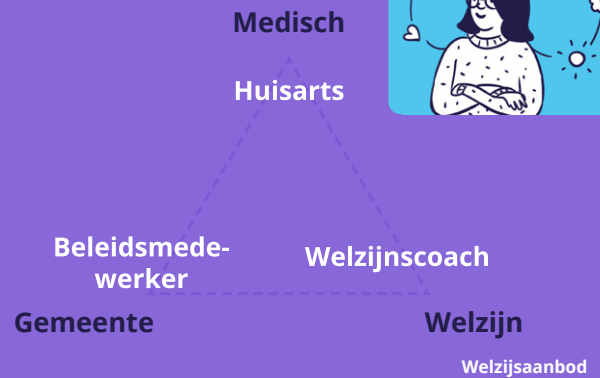 Medisch
Huisarts
Beleidsmede-
werker
Welzijnscoach
Gemeente
Welzijn
Welzijsaanbod